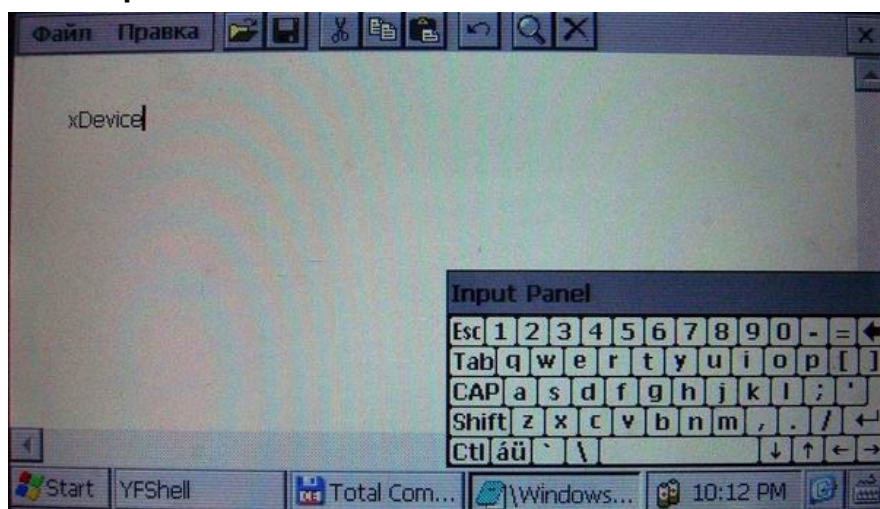 Файл Правка
xDevice
Input Panel
Esc 1 2 3 4 5 6 7 8 9 0 - =
Tab q w e r t y u i o p [ ]
CAP a s d f g h j k l ; '
Shift z x c v b n m , . /
Ctl áü ` \
Start YFShell Total Com... \Windows... 10:12 PM